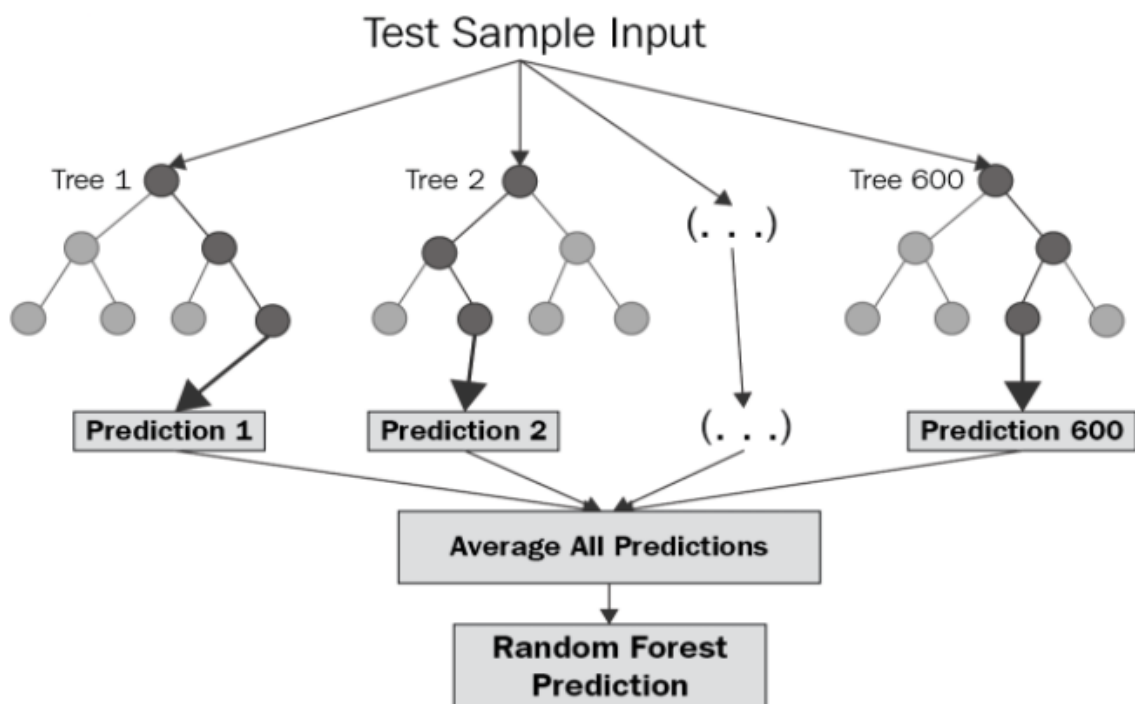 Test Sample Input
Tree 1
Tree 2
Tree 600
(. . .)
Prediction 1
Prediction 2
(. . .)
Prediction 600
Average All Predictions
Random Forest
Prediction